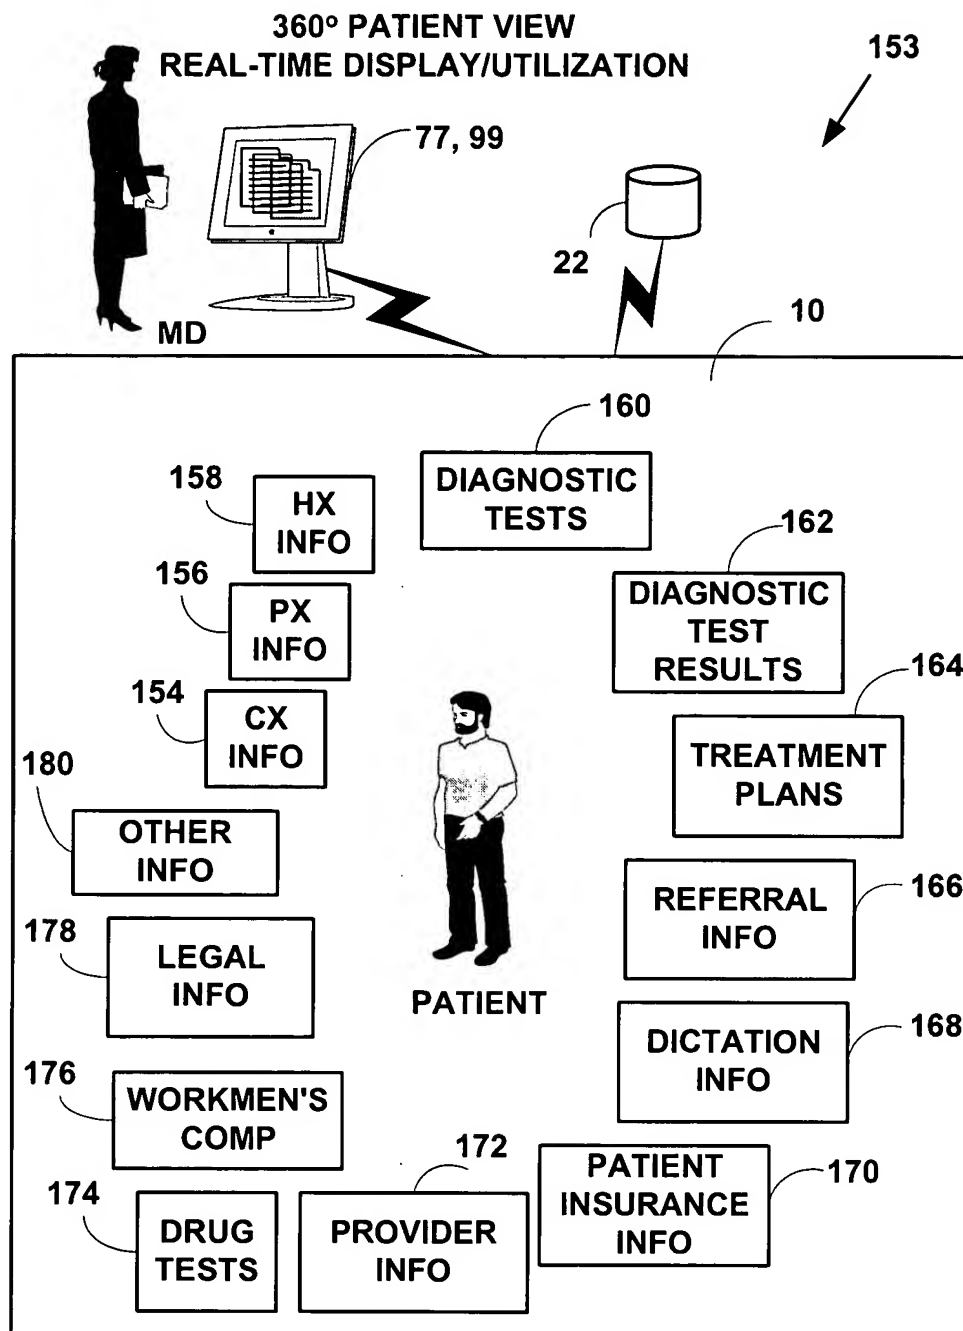 360º PATIENT VIEW
REAL-TIME DISPLAY/UTILIZATION
153
77, 99
22
MD
10
160
DIAGNOSTIC
TESTS
158
HX
INFO
162
DIAGNOSTIC
TEST
RESULTS
156
PX
INFO
164
TREATMENT
PLANS
154
CX
INFO
180
OTHER
INFO
166
REFERRAL
INFO
178
LEGAL
INFO
PATIENT
168
DICTATION
INFO
176
WORKMEN'S
COMP
172
PROVIDER
INFO
170
PATIENT
INSURANCE
INFO
174
DRUG
TESTS